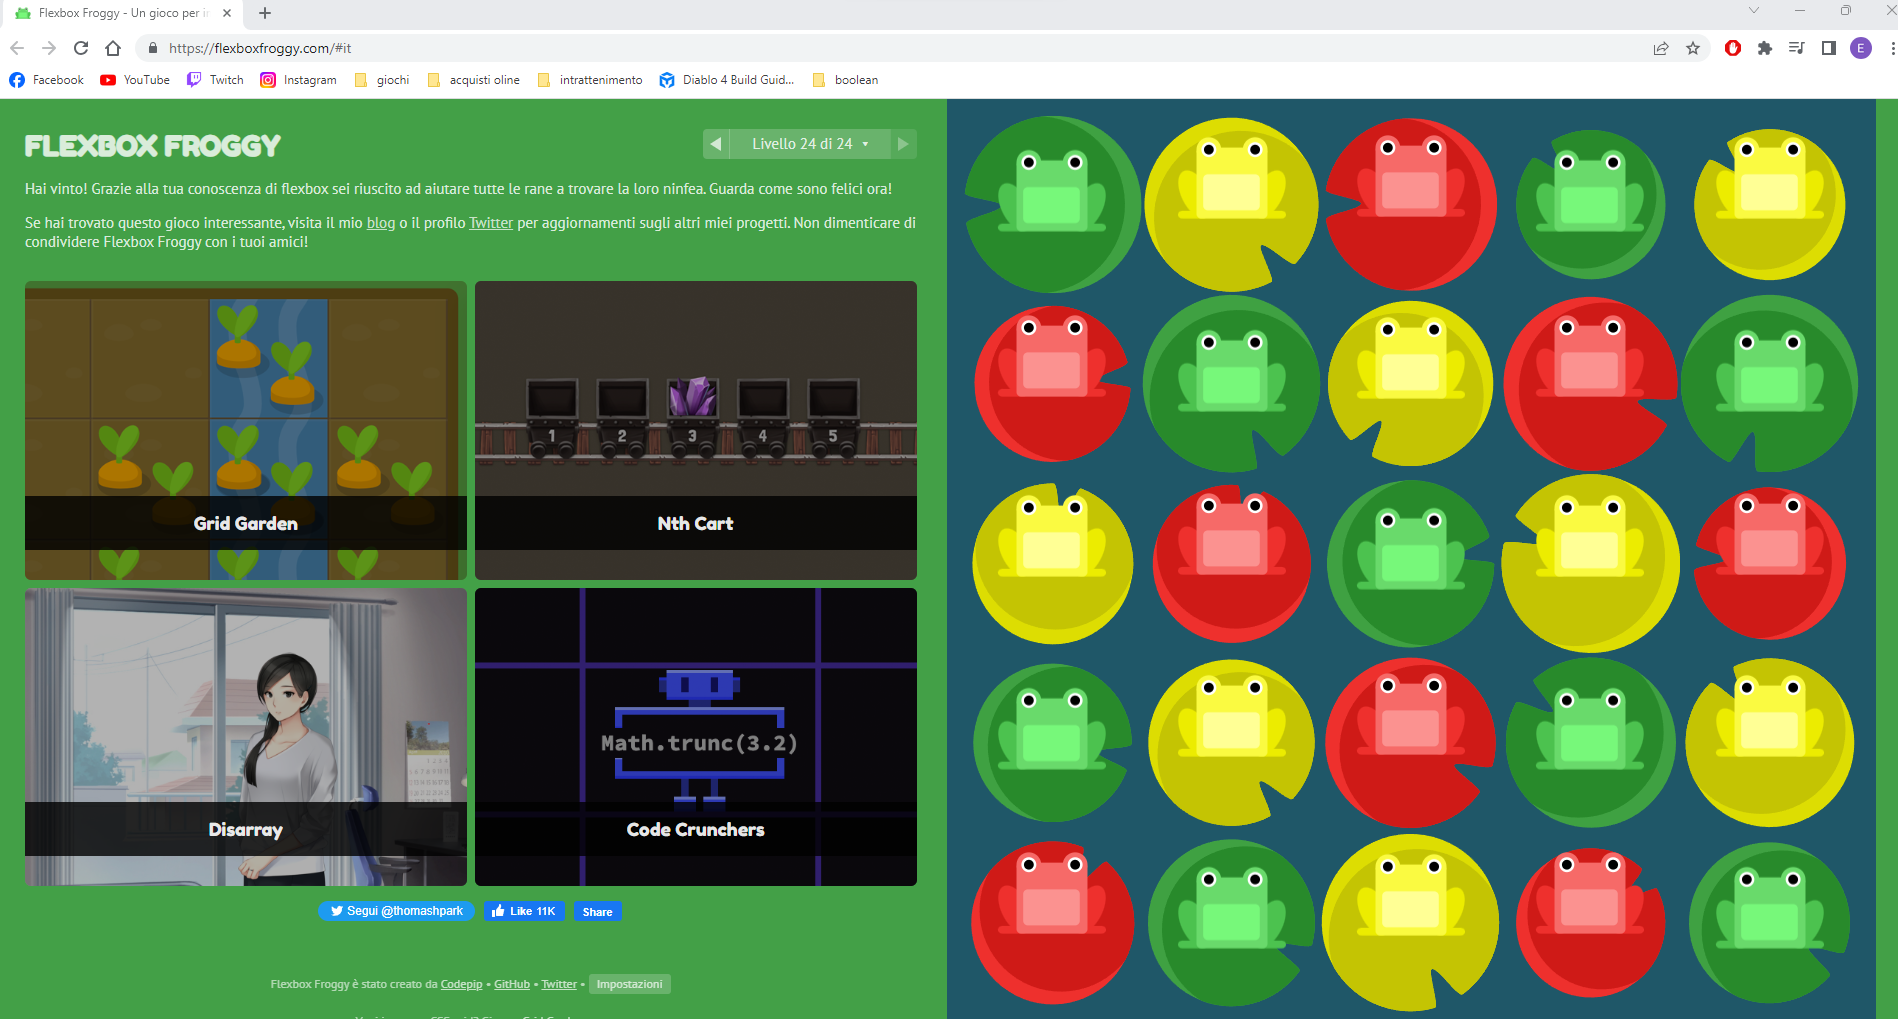 Flexbox Froggy - Un gioco per i
https://flexboxfroggy.com/#it
E
Facebook
YouTube
Twitch
Instagram
giochi
acquisti oline
intrattenimento
Diablo 4 Build Guid...
boolean
FLEXBOX FROGGY
Livello 24 di 24
Hai vinto! Grazie alla tua conoscenza di flexbox sei riuscito ad aiutare tutte le rane a trovare la loro ninfea. Guarda come sono felici ora!
Se hai trovato questo gioco interessante, visita il mio blog o il profilo Twitter per aggiornamenti sugli altri miei progetti. Non dimenticare di
condividere Flexbox Froggy con i tuoi amici!
1 2 3 4 5
Grid Garden
Nth Cart
Math.trunc(3.2)
Disarray
Code Crunchers
Segui @thomashpark
Like 11K
Share
Flexbox Froggy è stato creato da Codepip • GitHub • Twitter • Impostazioni